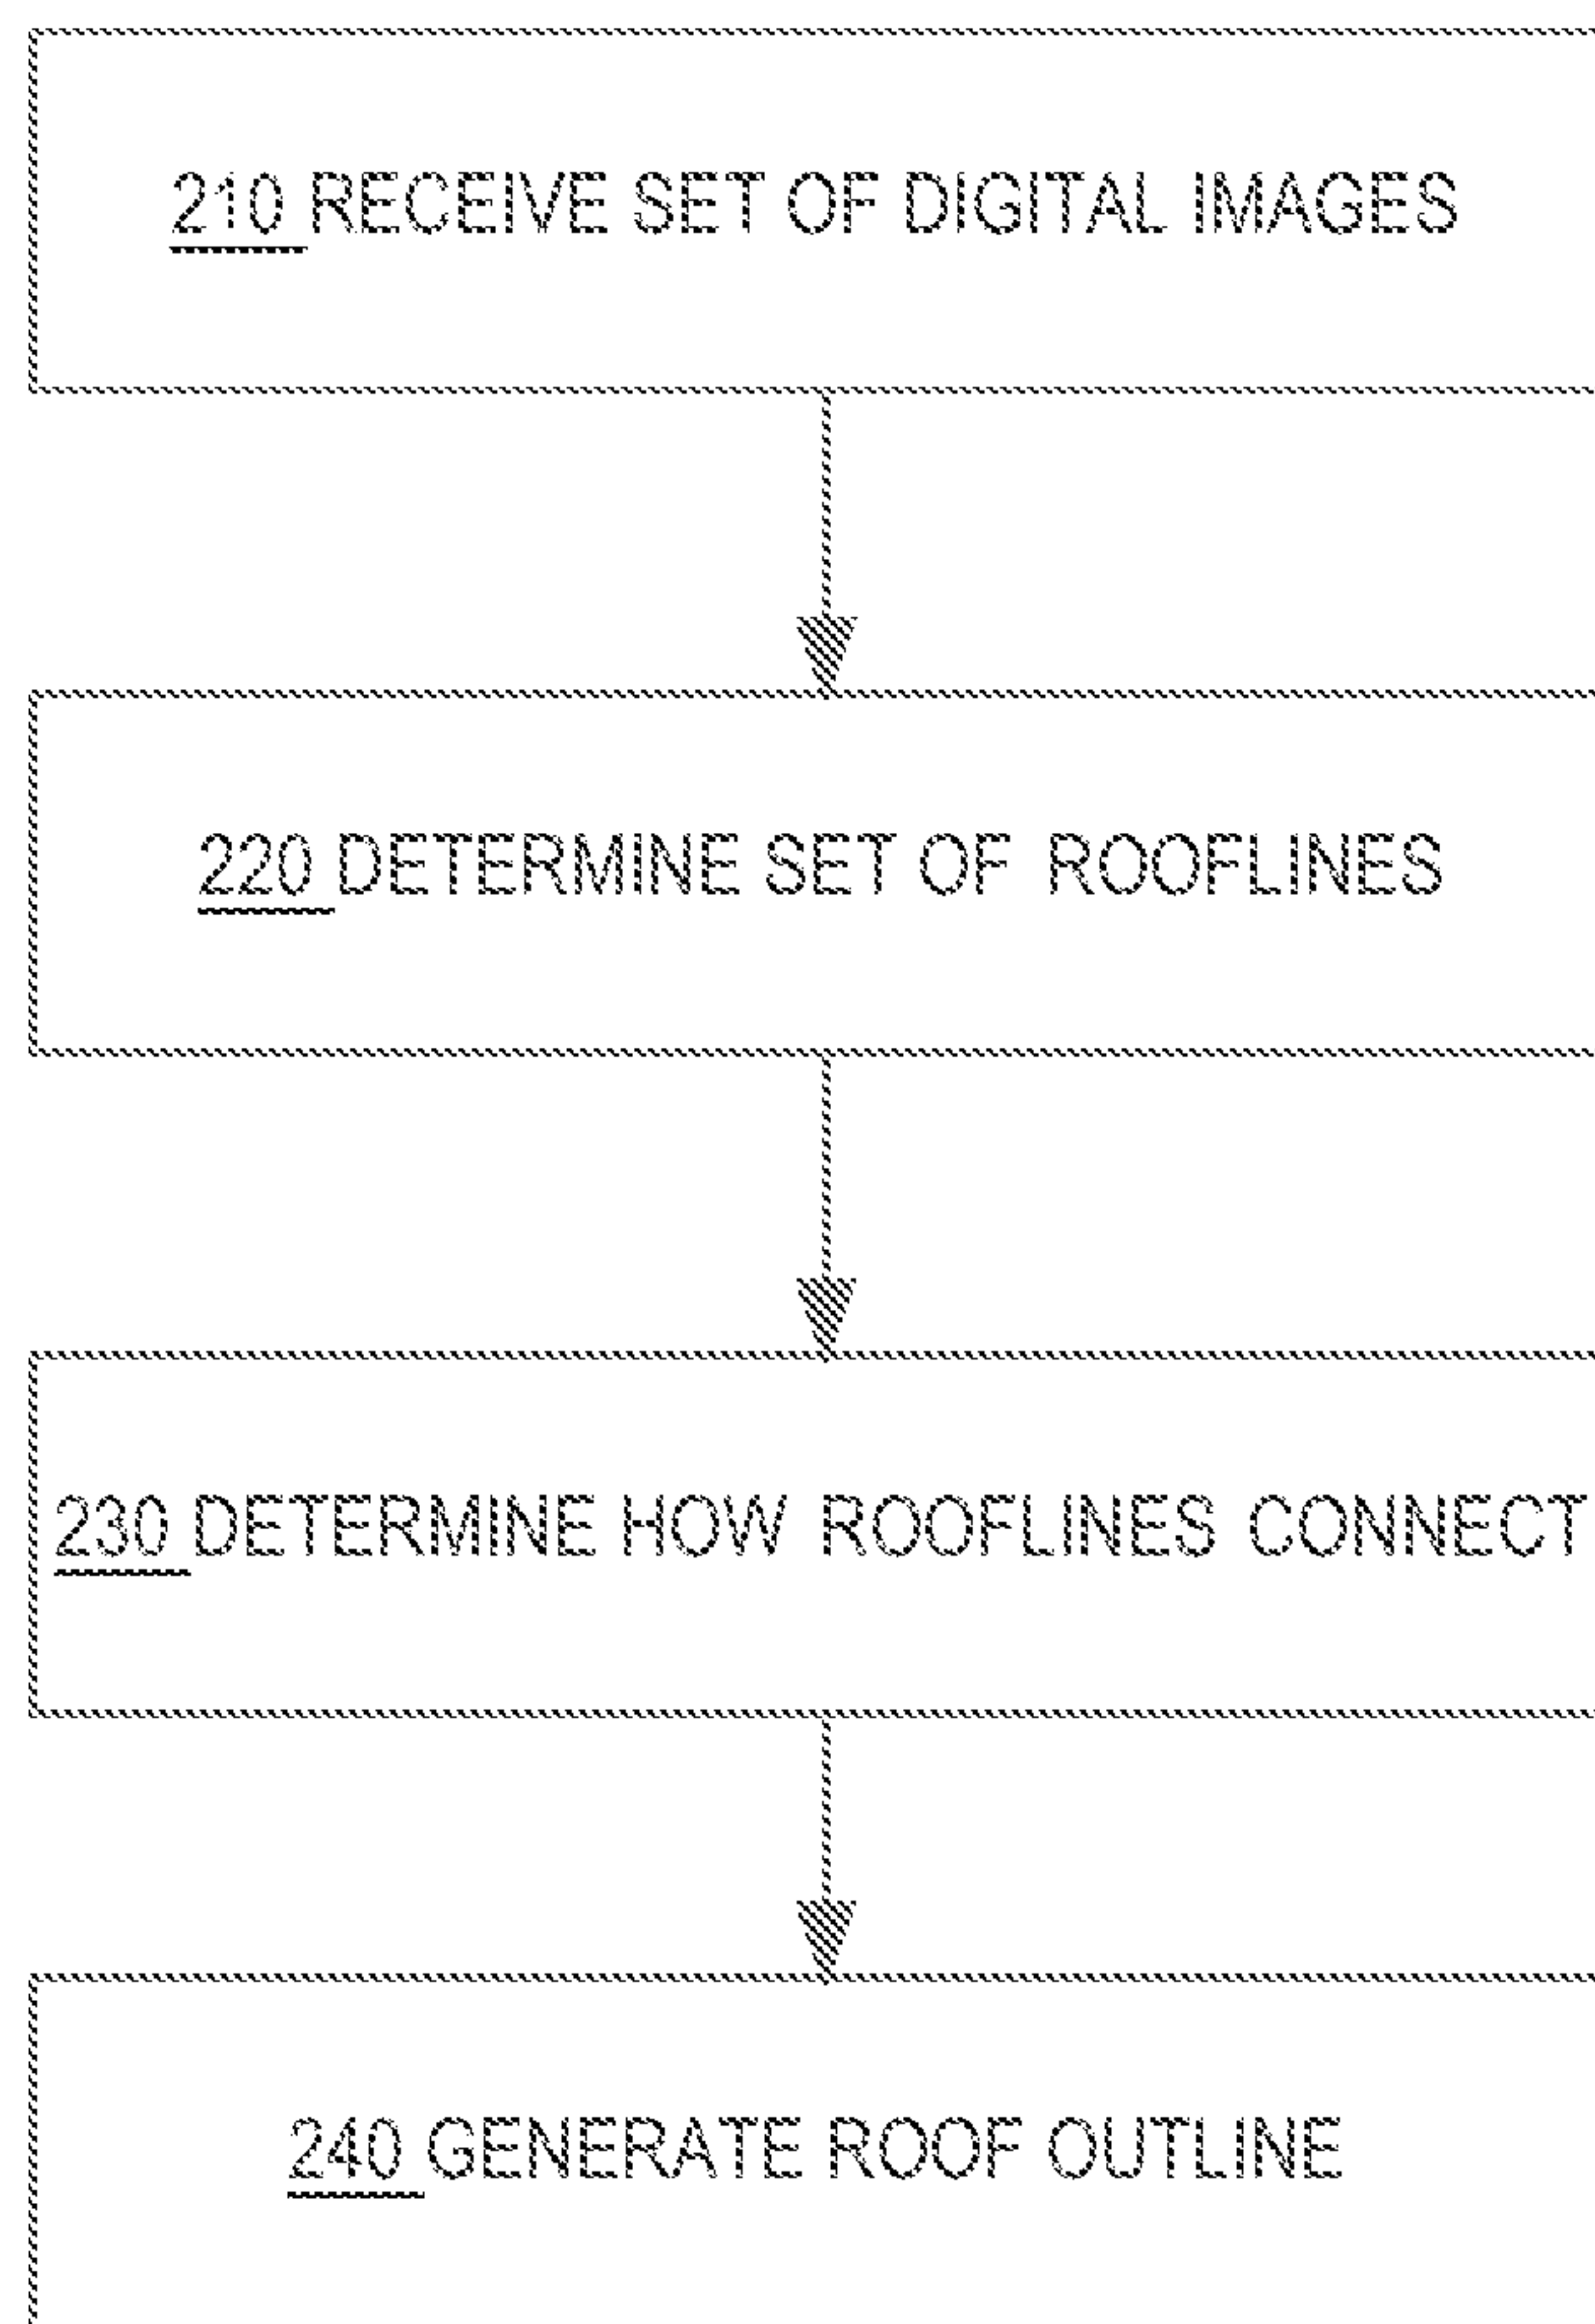 210 RECEIVE SET OF DIGITAL IMAGES
220 DETERMINE SET OF ROOFLINES
230 DETERMINE HOW ROOFLINES CONNECT
240 GENERATE ROOF OUTLINE